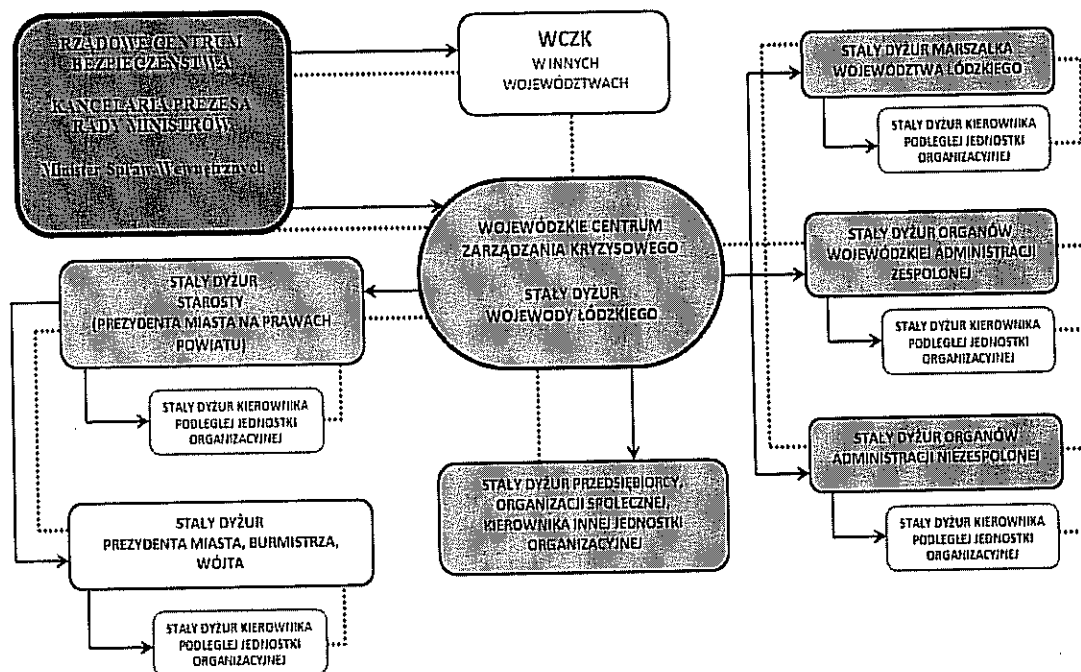 RZĄDOWE CENTRUM
BEZPIECZEŃSTWA
KANCELARIA PREZESA
RADY MINISTRÓW
Minister Spraw Wewnętrznych
WCZK
W INNYCH
WOJEWÓDZTWACH
STAŁY DYŻUR MARSZAŁKA
WOJEWÓDZTWA ŁÓDZKIEGO
STAŁY DYŻUR KIEROWNIKA
PODLEGŁEJ JEDNOSTKI
ORGANIZACYJNEJ
WOJEWÓDZKIE CENTRUM
ZARZĄDZANIA KRYZYSOWEGO
STAŁY DYŻUR
WOJEWODY ŁÓDZKIEGO
STAŁY DYŻUR ORGANÓW
WOJEWÓDZKIEJ ADMINISTRACJI
ZESPOLONEJ
STAŁY DYŻUR KIEROWNIKA
PODLEGŁEJ JEDNOSTKI
ORGANIZACYJNEJ
STAŁY DYŻUR
STAROSTY
(PREZYDENTA MIASTA NA PRAWACH
POWIATU)
STAŁY DYŻUR KIEROWNIKA
PODLEGŁEJ JEDNOSTKI
ORGANIZACYJNEJ
STAŁY DYŻUR ORGANÓW
ADMINISTRACJI NIEZESPOLONEJ
STAŁY DYŻUR KIEROWNIKA
PODLEGŁEJ JEDNOSTKI
ORGANIZACYJNEJ
STAŁY DYŻUR PRZEDSIĘBIORCY,
ORGANIZACJI SPOŁECZNEJ,
KIEROWNIKA INNEJ JEDNOSTKI
ORGANIZACYJNEJ
STAŁY DYŻUR
PREZYDENTA MIASTA, BURMISTRZA,
WÓJTA
STAŁY DYŻUR KIEROWNIKA
PODLEGŁEJ JEDNOSTKI
ORGANIZACYJNEJ